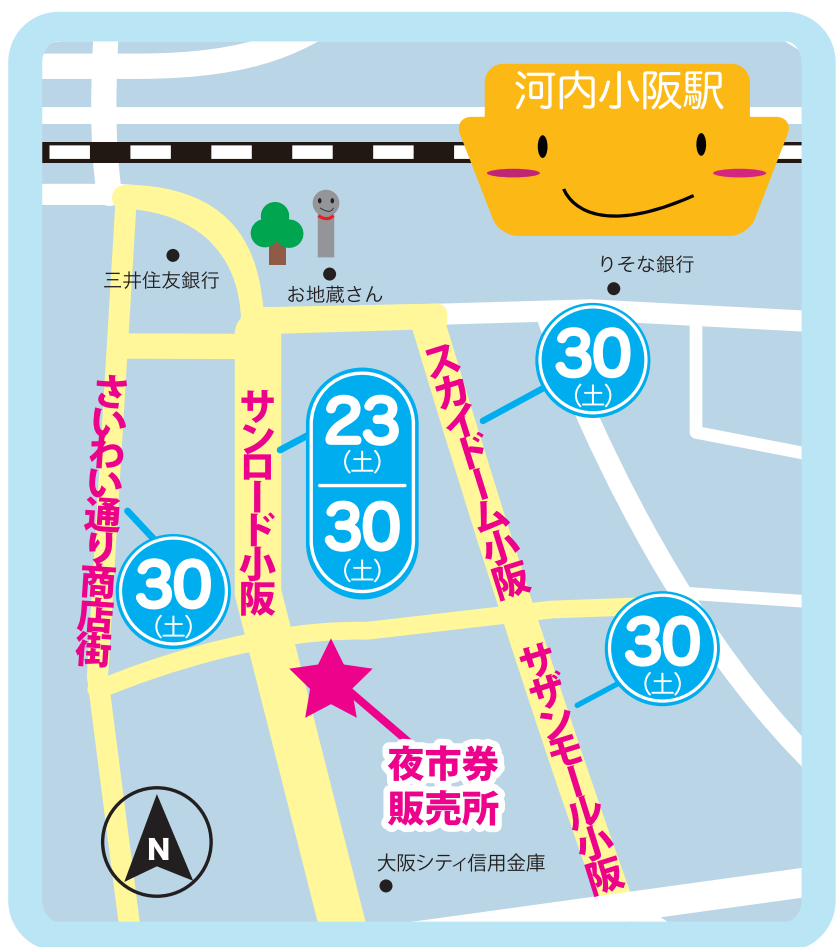 河内小阪駅
三井住友銀行
お地蔵さん
りそな銀行
さいわい通り商店街
30
(土)
サンロード小阪
23
(土)
30
(土)
スカイドーム小阪
30
(土)
サザンモール小阪
30
(土)
夜市券
販売所
大阪シティ信用金庫
N